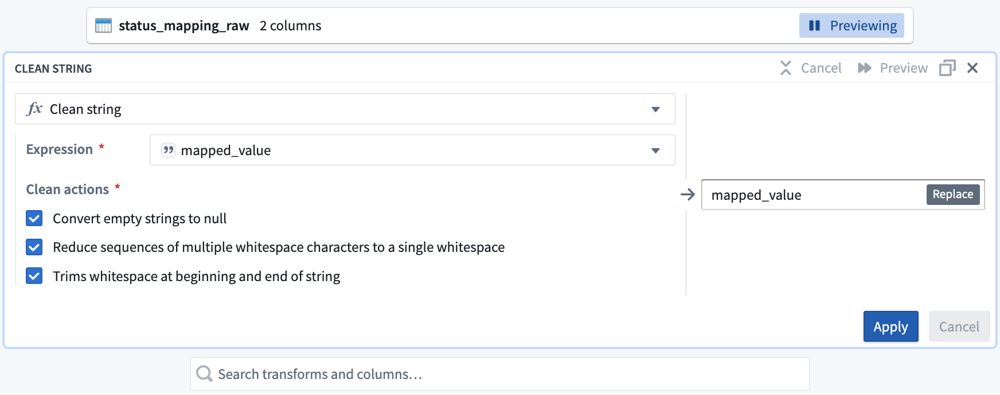 status_mapping_raw 2 columns Previewing
CLEAN STRING Cancel Preview
fx Clean string
Expression * mapped_value
Clean actions *
mapped_value Replace
Convert empty strings to null
Reduce sequences of multiple whitespace characters to a single whitespace
Trims whitespace at beginning and end of string
Apply Cancel
Search transforms and columns...